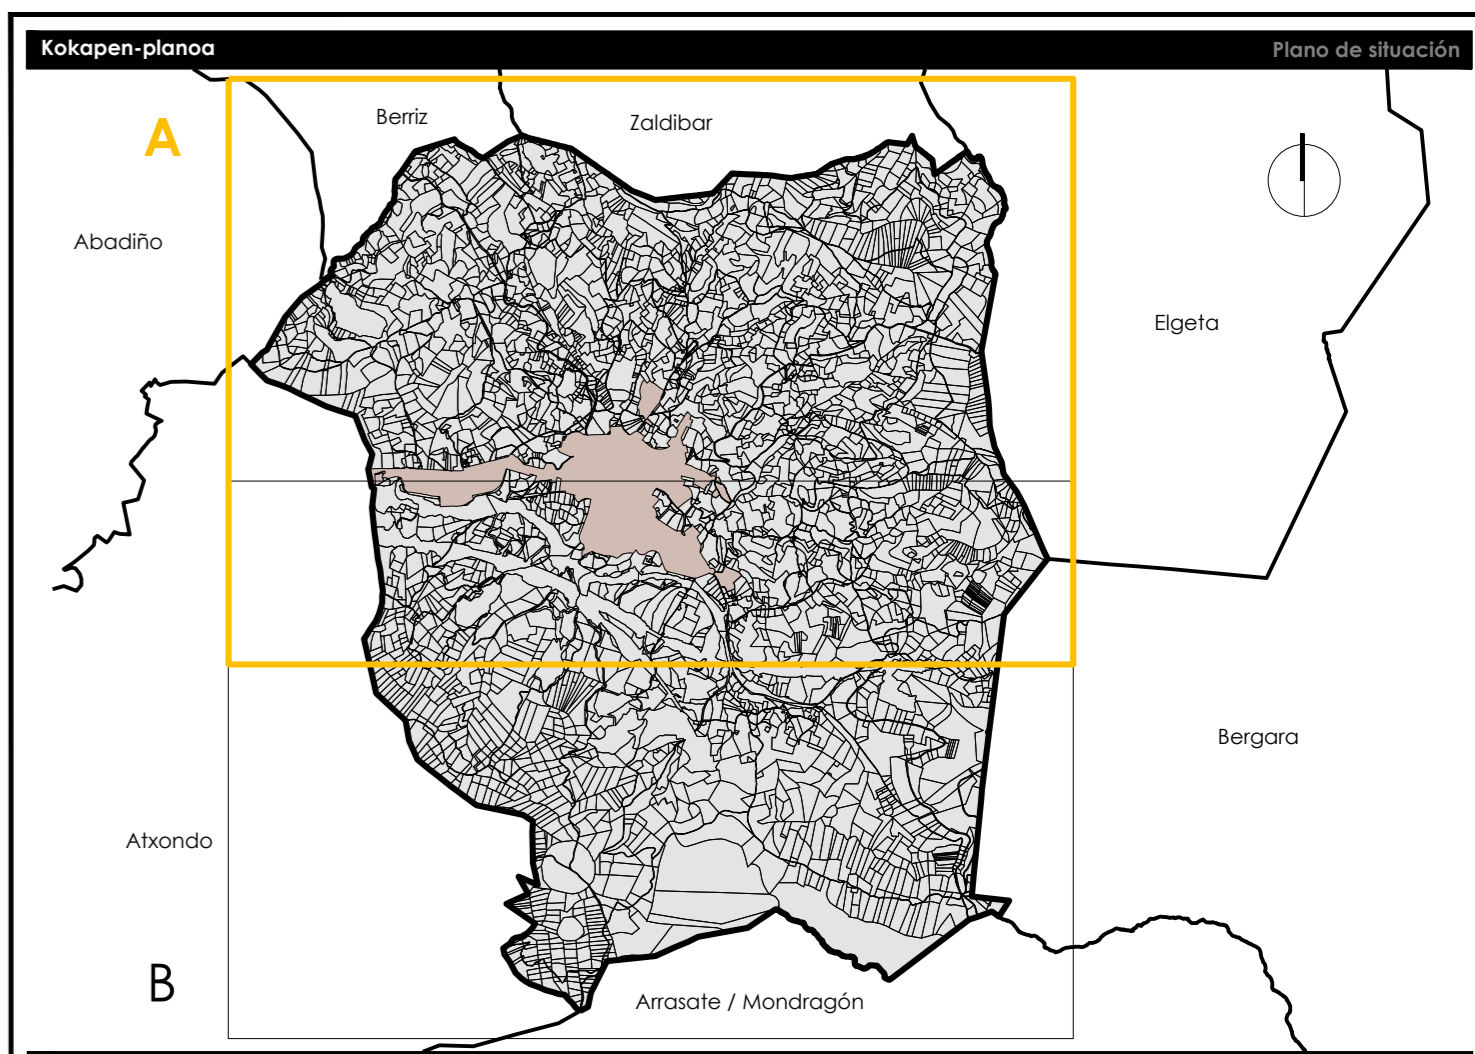 Kokapen-planoa
Plano de situación
Berriz
Zaldibar
A
Abadiño
Elgeta
Bergara
Atxondo
B
Arrasate / Mondragón